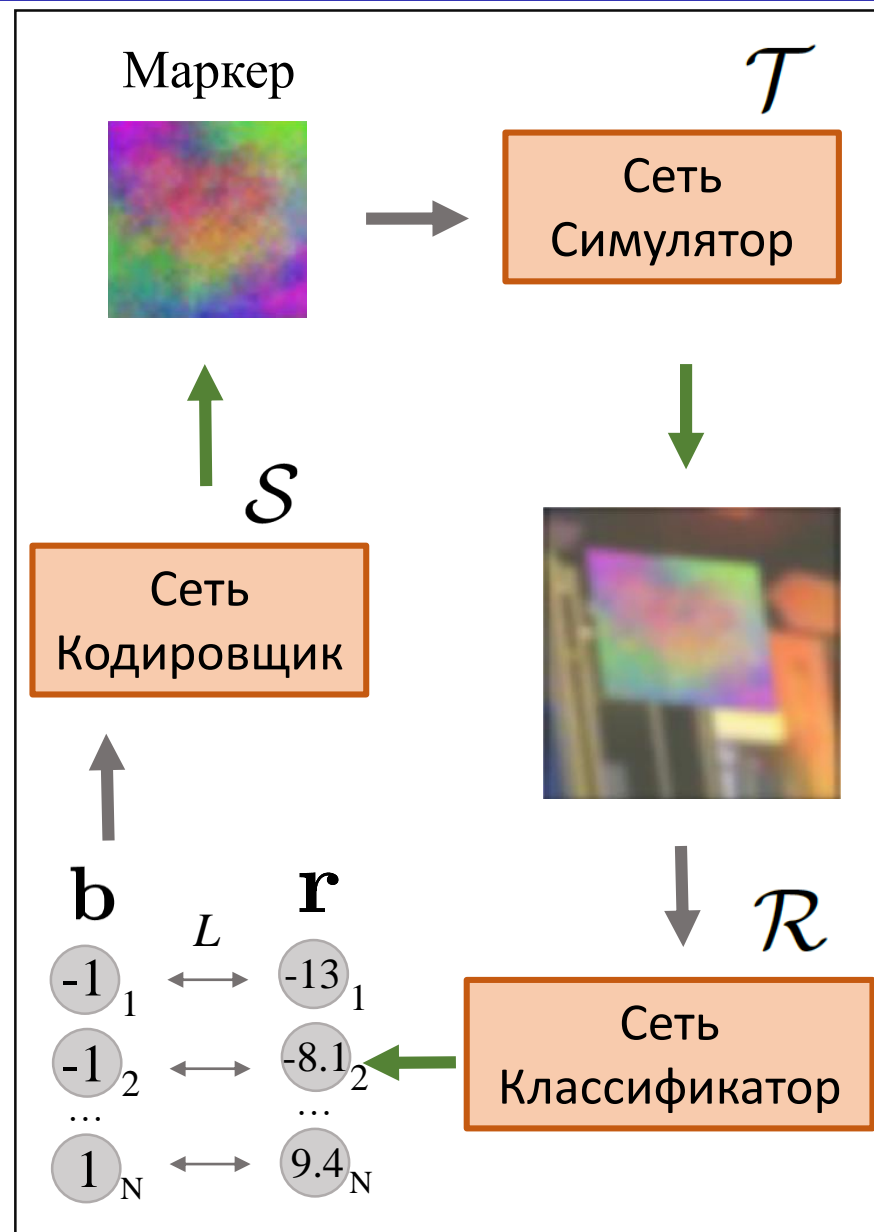 Маркер
𝒯
Сеть
Симулятор
𝒮
Сеть
Кодировщик
b r
L
-1 1 -13 1
-1 2 -8.1 2
... ...
1 N 9.4 N
ℛ
Сеть
Классификатор